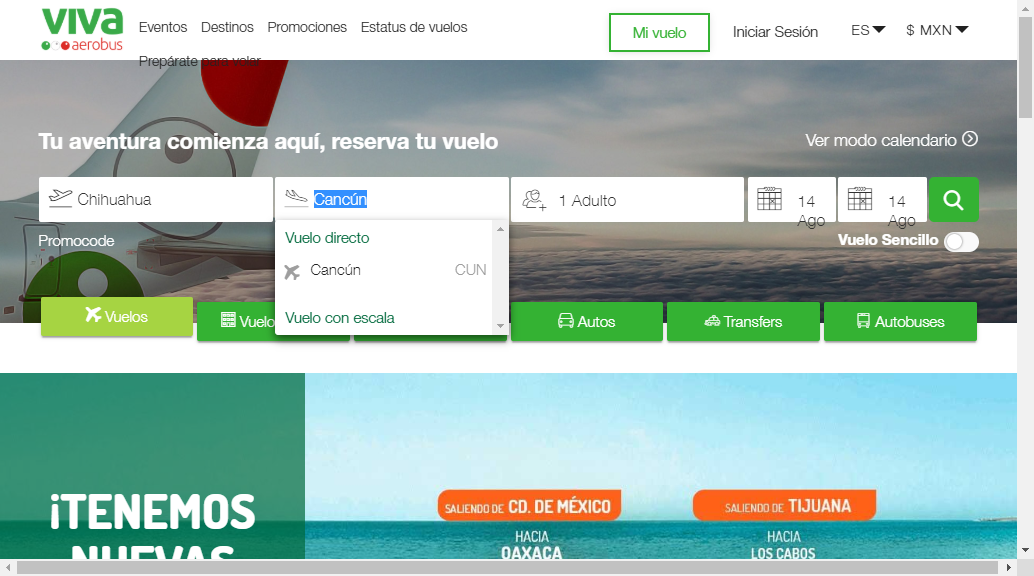 viva
aerobus
Eventos Destinos Promociones Estatus de vuelos
Prepárate para volar
Mi vuelo Iniciar Sesión ES $ MXN
Tu aventura comienza aquí, reserva tu vuelo
Ver modo calendario
Chihuahua Cancún 1 Adulto 14 Ago 14 Ago
Promocode
Vuelo Sencillo
Vuelo directo
Cancún CUN
Vuelo con escala
Vuelos Vuelo Autos Transfers Autobuses
¡TENEMOS
NUEVAS
SALIENDO DE CD. DE MÉXICO
HACIA
OAXACA
SALIENDO DE TIJUANA
HACIA
LOS CABOS